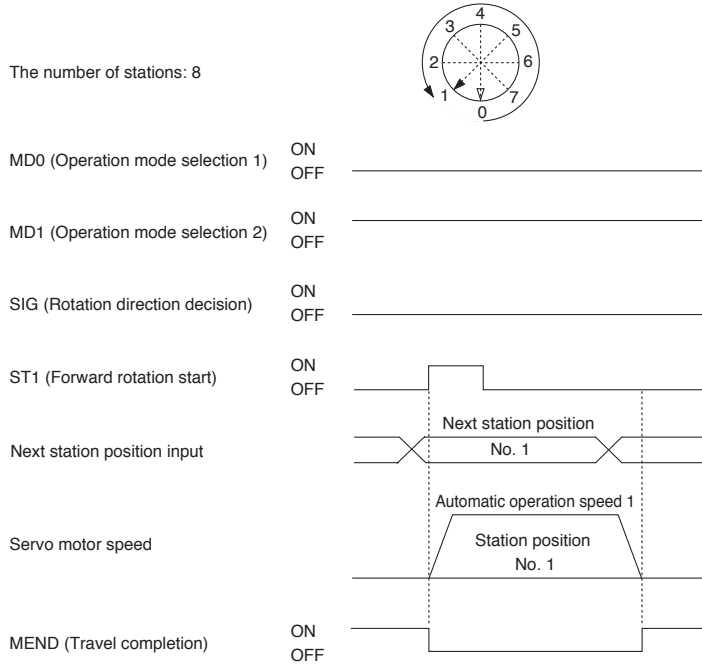 4
3 5
The number of stations: 8
2 6
1 7
0
MD0 (Operation mode selection 1)
ON
OFF
MD1 (Operation mode selection 2)
ON
OFF
SIG (Rotation direction decision)
ON
OFF
ST1 (Forward rotation start)
ON
OFF
Next station position input
Next station position
No. 1
Servo motor speed
Automatic operation speed 1
Station position
No. 1
MEND (Travel completion)
ON
OFF